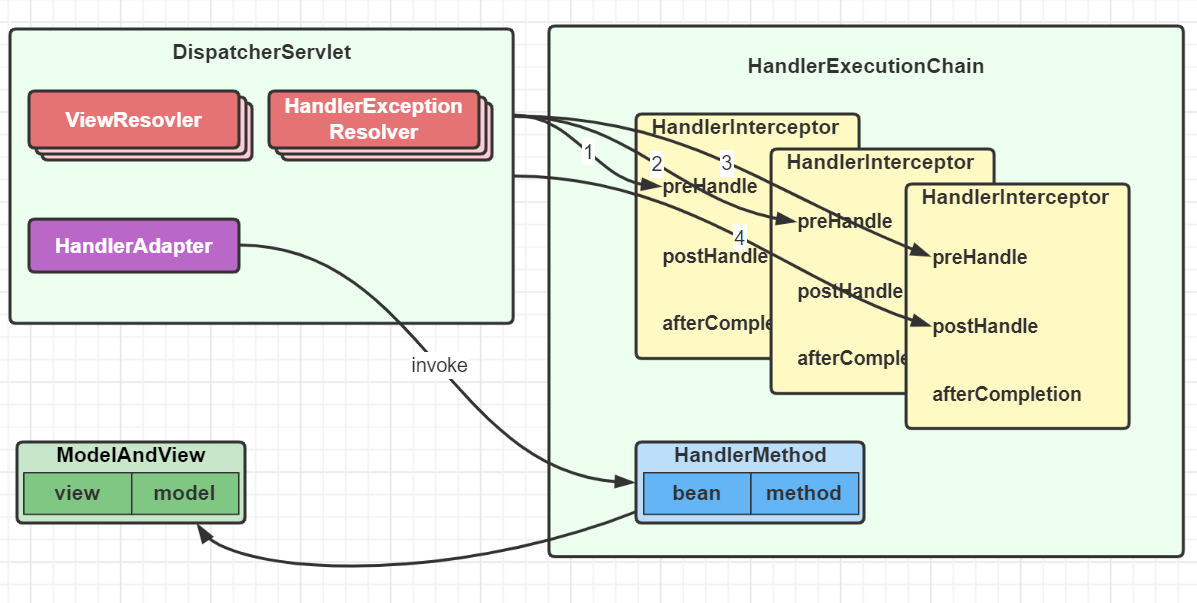 DispatcherServlet
ViewResovler
HandlerException
Resolver
HandlerAdapter
invoke
ModelAndView
view model
HandlerExecutionChain
HandlerInterceptor
preHandle
postHandle
afterComple
HandlerInterceptor
preHandle
postHandle
afterComple
HandlerInterceptor
preHandle
postHandle
afterCompletion
1
2
3
4
HandlerMethod
bean method